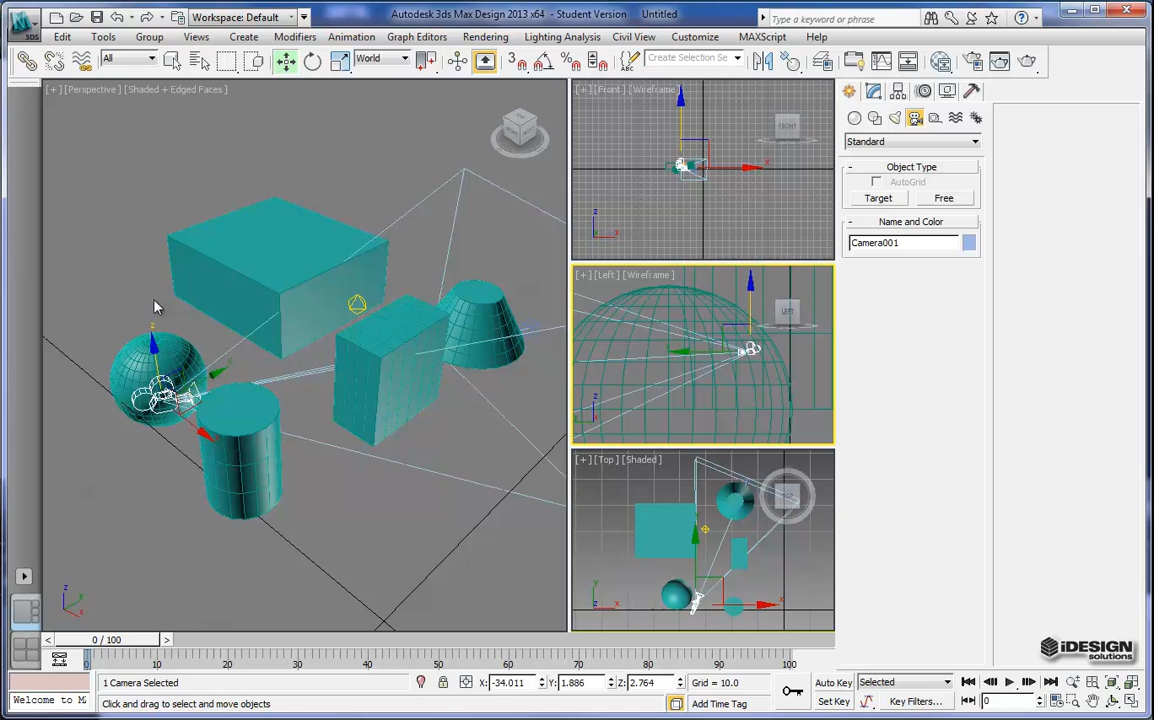 Workspace: Default
Autodesk 3ds Max Design 2013 x64 - Student Version    Untitled
Type a keyword or phrase
3DS
Edit Tools Group Views Create Modifiers Animation Graph Editors Rendering Lighting Analysis Civil View Customize MAXScript Help
All
World
3
Create Selection Se
[+] [Perspective] [Shaded + Edged Faces]
[+] [Front] [Wireframe]
FRONT
[+] [Left] [Wireframe]
LEFT
[+] [Top] [Shaded]
Standard
Object Type
AutoGrid
Target Free
Name and Color
Camera001
iDESIGN
solutions
0 / 100
0 10 20 30 40 50 60 70 80 90 100
1 Camera Selected
X: -34.011 Y: 1.886 Z: 2.764 Grid = 10.0
Auto Key Selected
Welcome to M
Click and drag to select and move objects
Add Time Tag
Set Key Key Filters... 0